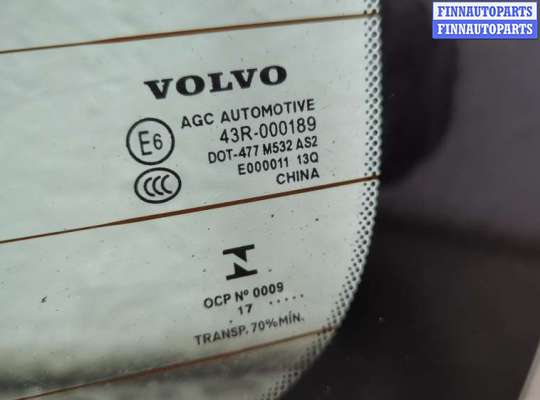 FINNAUTOPARTS
FINNAUTOPARTS
VOLVO
AGC AUTOMOTIVE
E6 43R-000189
DOT-477 M532 AS2
E000011 13Q
CCC CHINA
OCP Nº 0009
. 17 .....
TRANSP. 70% MÍN.